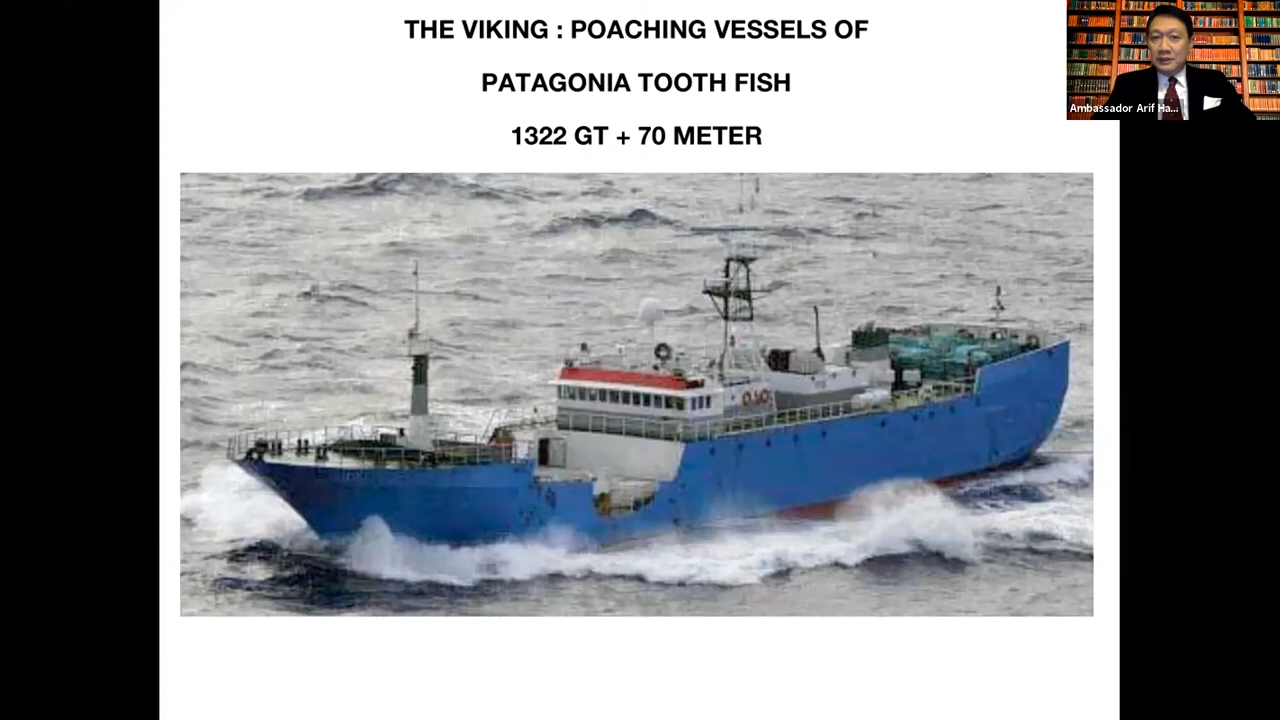 THE VIKING : POACHING VESSELS OF
PATAGONIA TOOTH FISH
1322 GT + 70 METER
Ambassador Arif Ha...